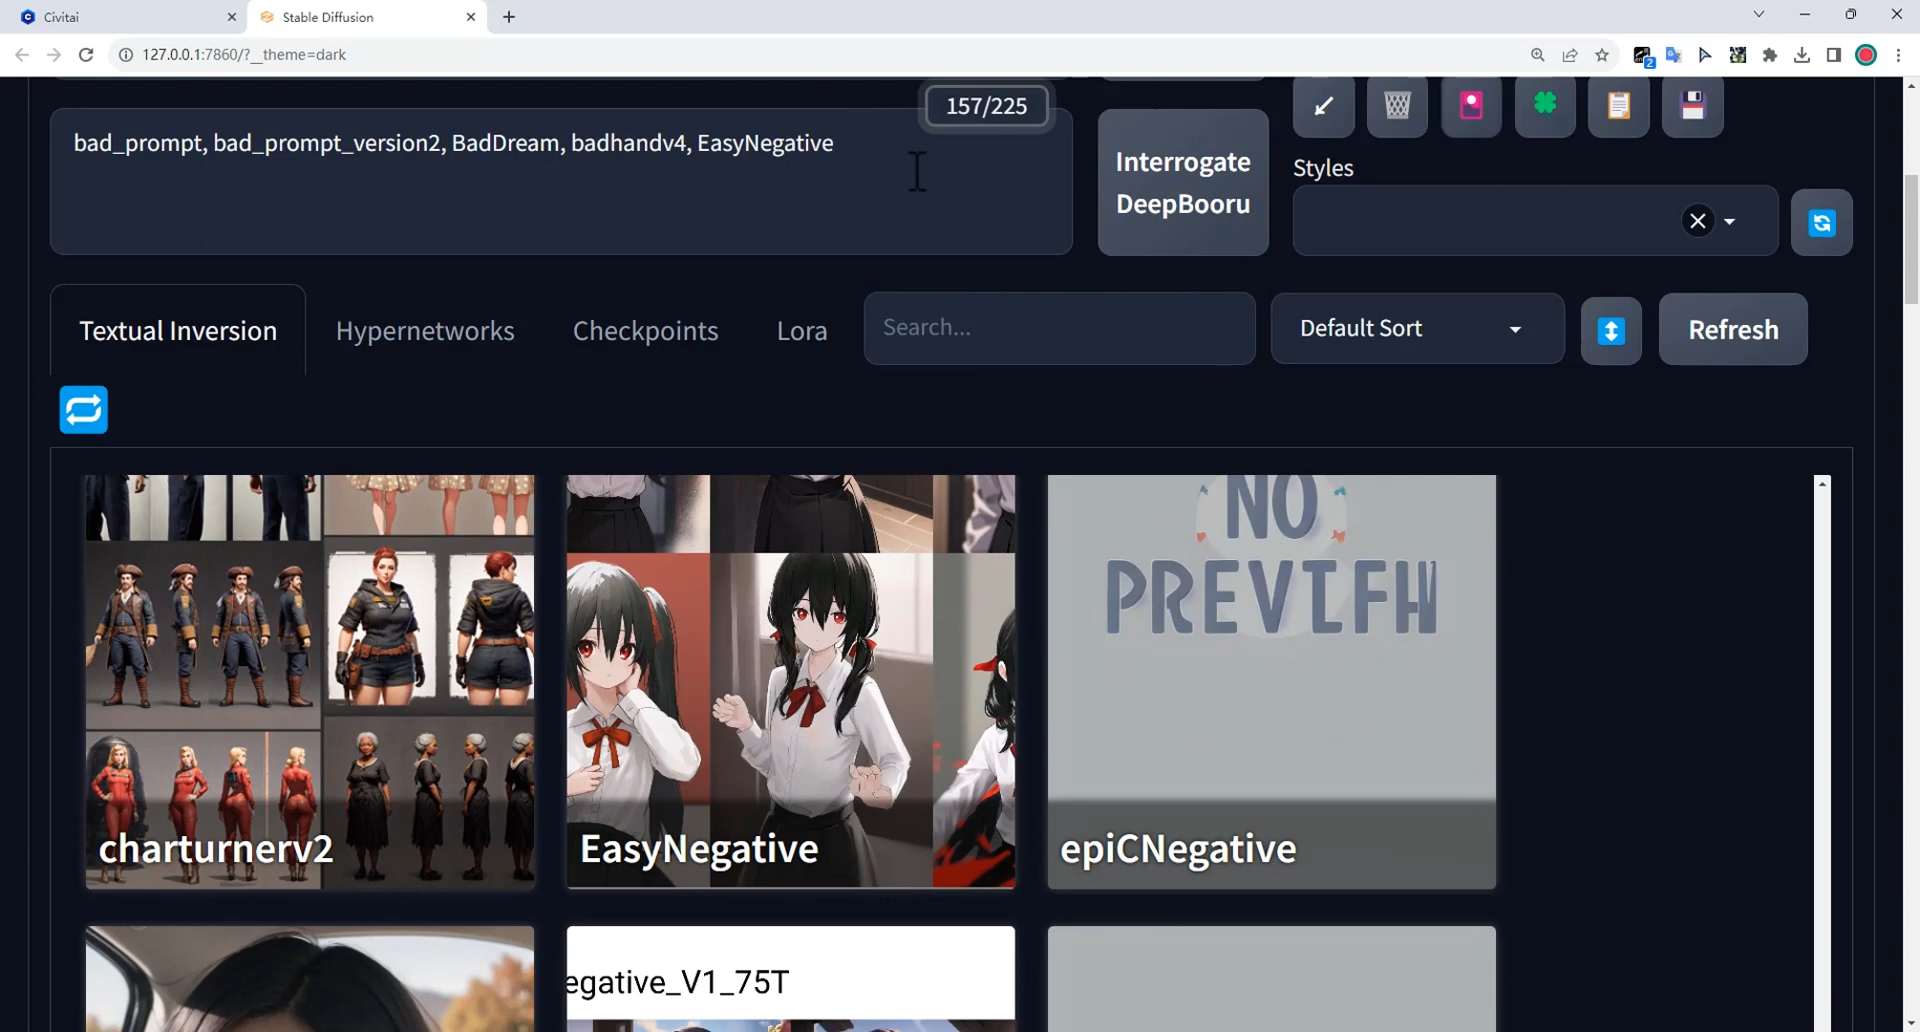 Civitai
Stable Diffusion
127.0.0.1:7860/?__theme=dark
2
157/225
bad_prompt, bad_prompt_version2, BadDream, badhandv4, EasyNegative
Interrogate
DeepBooru
Styles
Textual Inversion
Hypernetworks
Checkpoints
Lora
Search...
Default Sort
Refresh
NO
PREVIEW
charturnerv2
EasyNegative
epiCNegative
egative_V1_75T